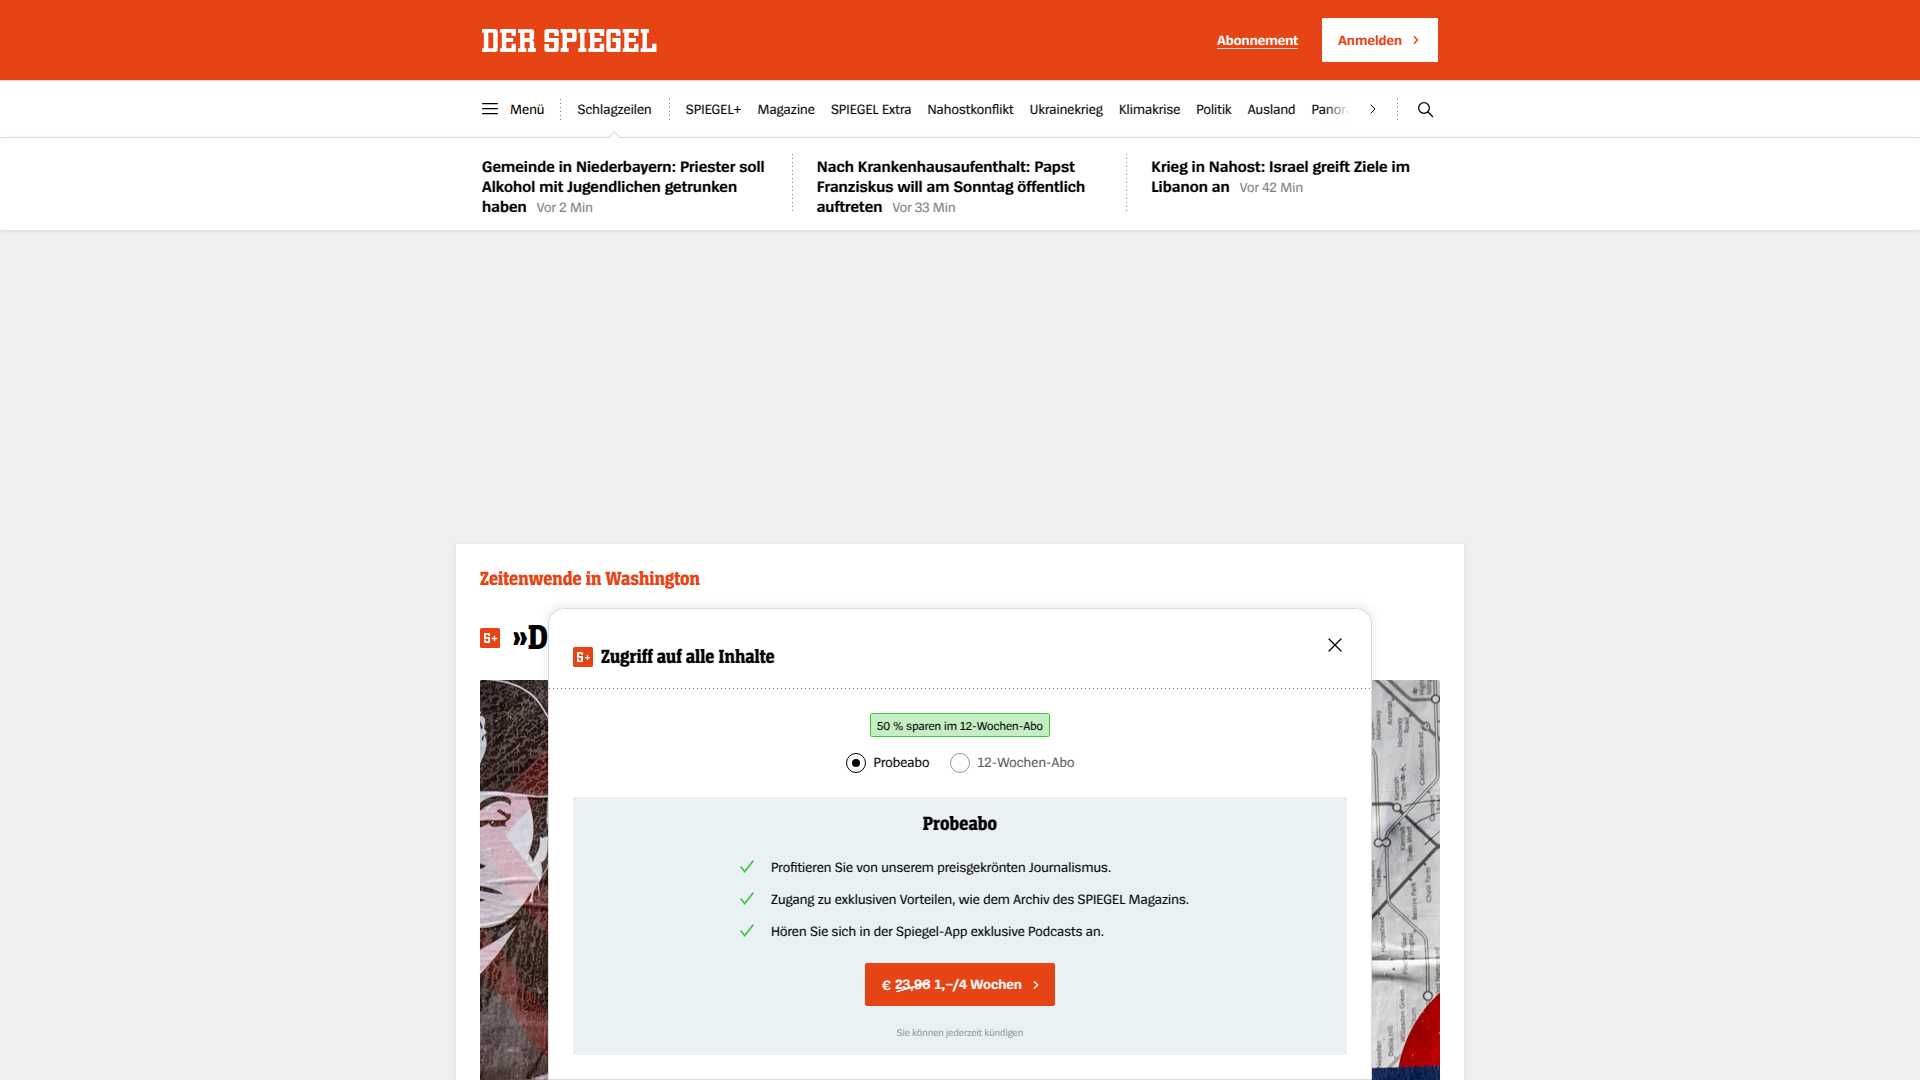 DER SPIEGEL
Abonnement
Anmelden
Menü
Schlagzeilen
SPIEGEL+
Magazine
SPIEGEL Extra
Nahostkonflikt
Ukrainekrieg
Klimakrise
Politik
Ausland
Gemeinde in Niederbayern: Priester soll
Alkohol mit Jugendlichen getrunken
haben Vor 2 Min
Nach Krankenhausaufenthalt: Papst
Franziskus will am Sonntag öffentlich
auftreten Vor 33 Min
Krieg in Nahost: Israel greift Ziele im
Libanon an Vor 42 Min
Zeitenwende in Washington
»D
Zugriff auf alle Inhalte
50 % sparen im 12-Wochen-Abo
Probeabo
12-Wochen-Abo
Probeabo
Profitieren Sie von unserem preisgekrönten Journalismus.
Zugang zu exklusiven Vorteilen, wie dem Archiv des SPIEGEL Magazins.
Hören Sie sich in der Spiegel-App exklusive Podcasts an.
€ 23,96 1,–/4 Wochen
Sie können jederzeit kündigen